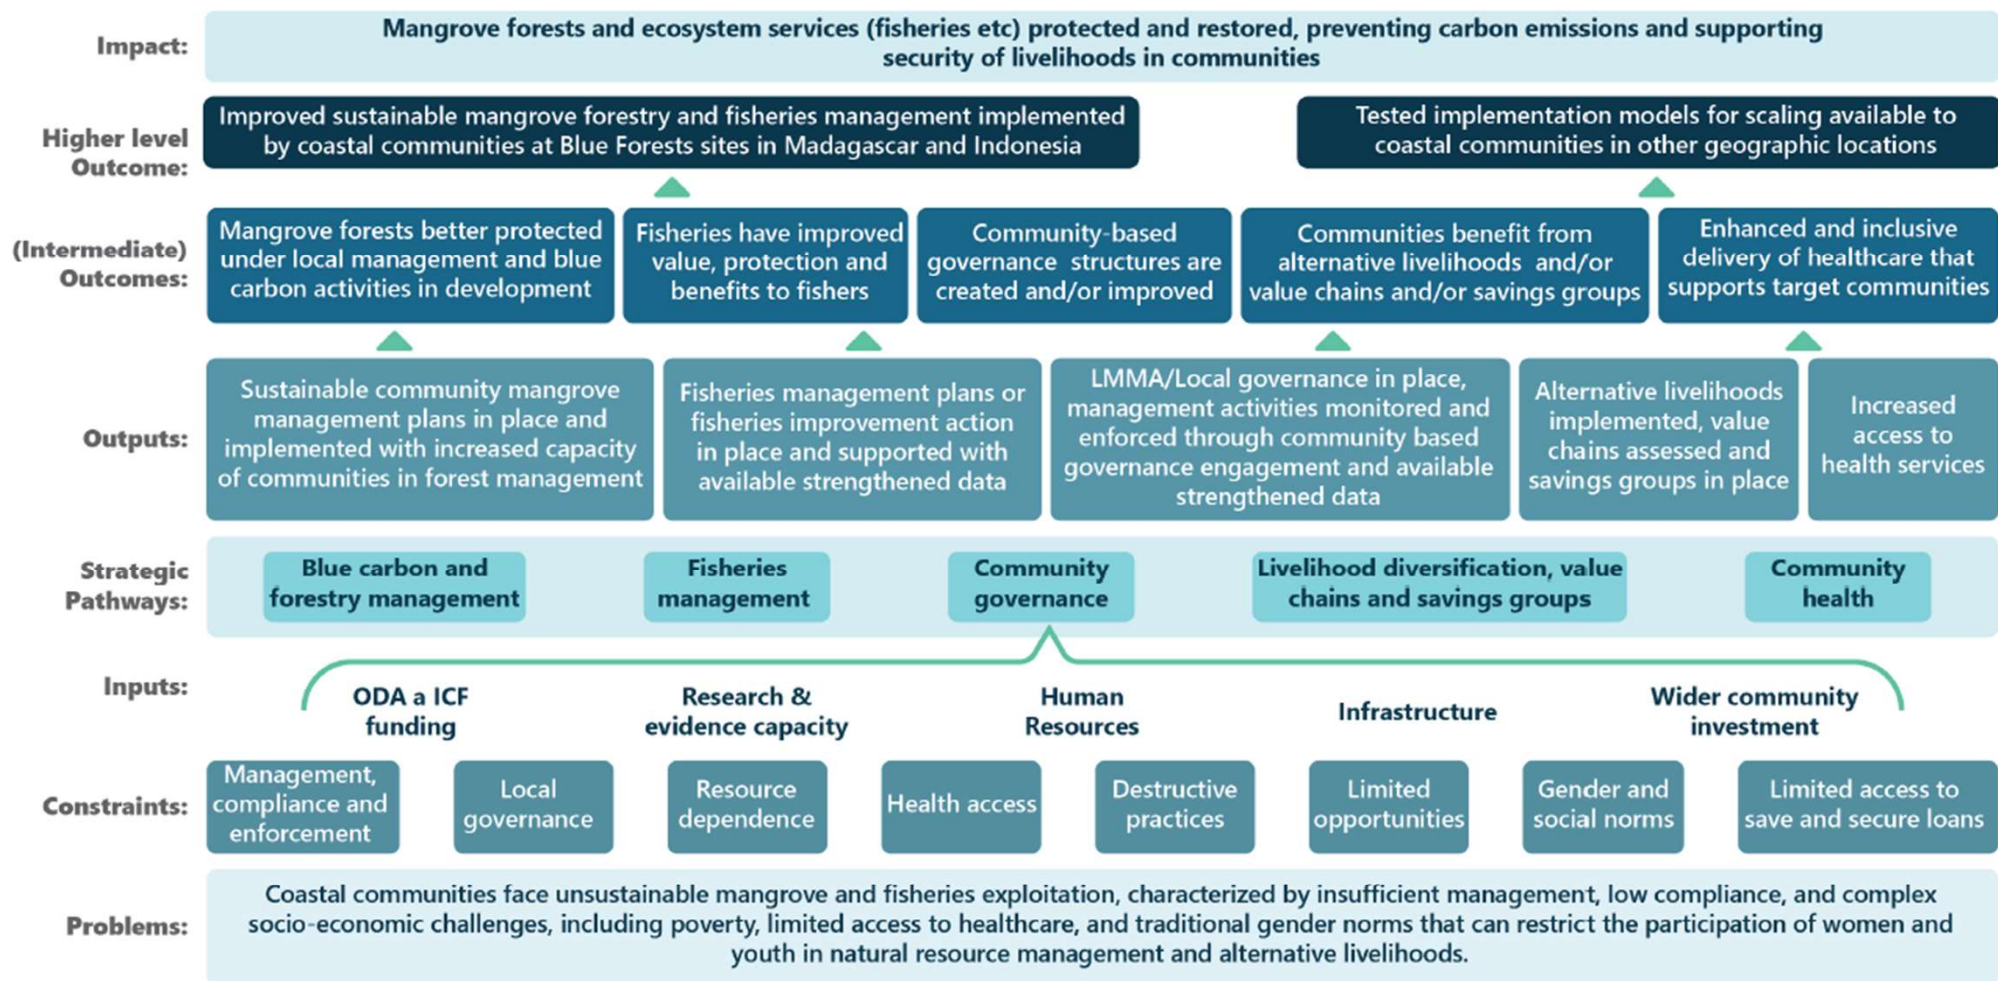 Impact:
Mangrove forests and ecosystem services (fisheries etc) protected and restored, preventing carbon emissions and supporting
security of livelihoods in communities
Higher level
Outcome:
Improved sustainable mangrove forestry and fisheries management implemented
by coastal communities at Blue Forests sites in Madagascar and Indonesia
Tested implementation models for scaling available to
coastal communities in other geographic locations
(Intermediate)
Outcomes:
Mangrove forests better protected
under local management and blue
carbon activities in development
Fisheries have improved
value, protection and
benefits to fishers
Community-based
governance structures are
created and/or improved
Communities benefit from
alternative livelihoods and/or
value chains and/or savings groups
Enhanced and inclusive
delivery of healthcare that
supports target communities
Outputs:
Sustainable community mangrove
management plans in place and
implemented with increased capacity
of communities in forest management
Fisheries management plans or
fisheries improvement action
in place and supported with
available strengthened data
LMMA/Local governance in place,
management activities monitored and
enforced through community based
governance engagement and available
strengthened data
Alternative livelihoods
implemented, value
chains assessed and
savings groups in place
Increased
access to
health services
Strategic
Pathways:
Blue carbon and
forestry management
Fisheries
management
Community
governance
Livelihood diversification, value
chains and savings groups
Community
health
Inputs:
ODA a ICF
funding
Research &
evidence capacity
Human
Resources
Infrastructure
Wider community
investment
Constraints:
Management,
compliance and
enforcement
Local
governance
Resource
dependence
Health access
Destructive
practices
Limited
opportunities
Gender and
social norms
Limited access to
save and secure loans
Problems:
Coastal communities face unsustainable mangrove and fisheries exploitation, characterized by insufficient management, low compliance, and complex
socio-economic challenges, including poverty, limited access to healthcare, and traditional gender norms that can restrict the participation of women and
youth in natural resource management and alternative livelihoods.